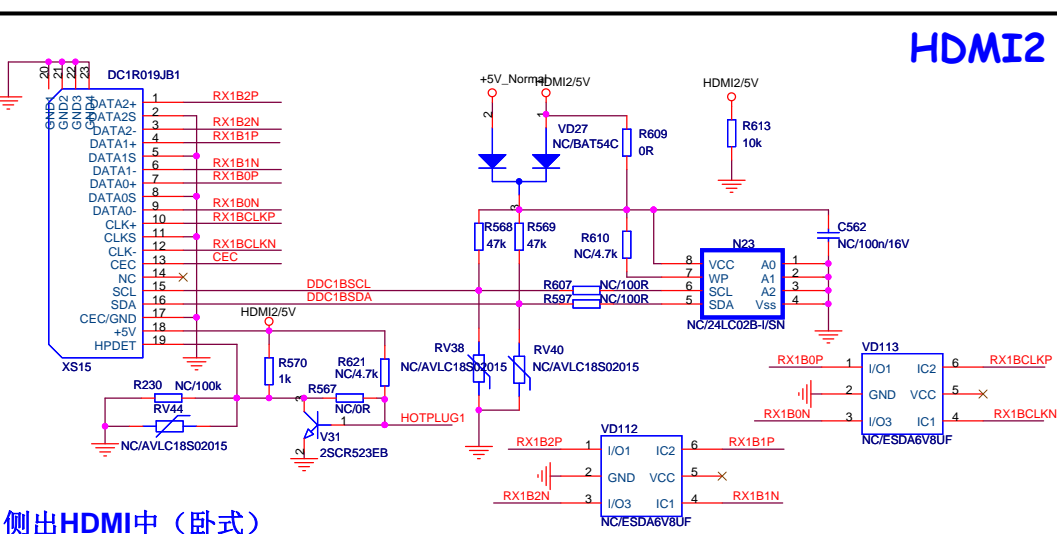 HDMI2
DC1R019JB1
20 21 22 23
GND1 GND2 GND3 GND4
DATA2+ 1 RX1B2P
DATA2S 2
DATA2- 3 RX1B2N
DATA1+ 4 RX1B1P
DATA1S 5
DATA1- 6 RX1B1N
DATA0+ 7 RX1B0P
DATA0S 8
DATA0- 9 RX1B0N
CLK+ 10 RX1BCLKP
CLKS 11
CLK- 12 RX1BCLKN
CEC 13 CEC
NC 14
SCL 15 DDC1BSCL
SDA 16 DDC1BSDA
CEC/GND 17
+5V 18
HPDET 19
XS15
HDMI2/5V
R570
1k
R621
NC/4.7k
R230 NC/100k
RV44
NC/AVLC18S02015
R567
NC/0R
HOTPLUG1
3
1
2
V31
2SCR523EB
+5V_Normal
HDMI2/5V
2
1
3
VD27
NC/BAT54C
R609
0R
HDMI2/5V
R613
10k
R568
47k
R569
47k
R610
NC/4.7k
R607 NC/100R
R597 NC/100R
N23
8 VCC A0 1
7 WP A1 2
6 SCL A2 3
5 SDA Vss 4
NC/24LC02B-I/SN
C562
NC/100n/16V
RV38
NC/AVLC18S02015
RV40
NC/AVLC18S02015
VD113
RX1B0P 1 I/O1 IC2 6 RX1BCLKP
2 GND VCC 5
RX1B0N 3 I/O3 IC1 4 RX1BCLKN
NC/ESDA6V8UF
VD112
RX1B2P 1 I/O1 IC2 6 RX1B1P
2 GND VCC 5
RX1B2N 3 I/O3 IC1 4 RX1B1N
NC/ESDA6V8UF
侧出HDMI中（卧式）